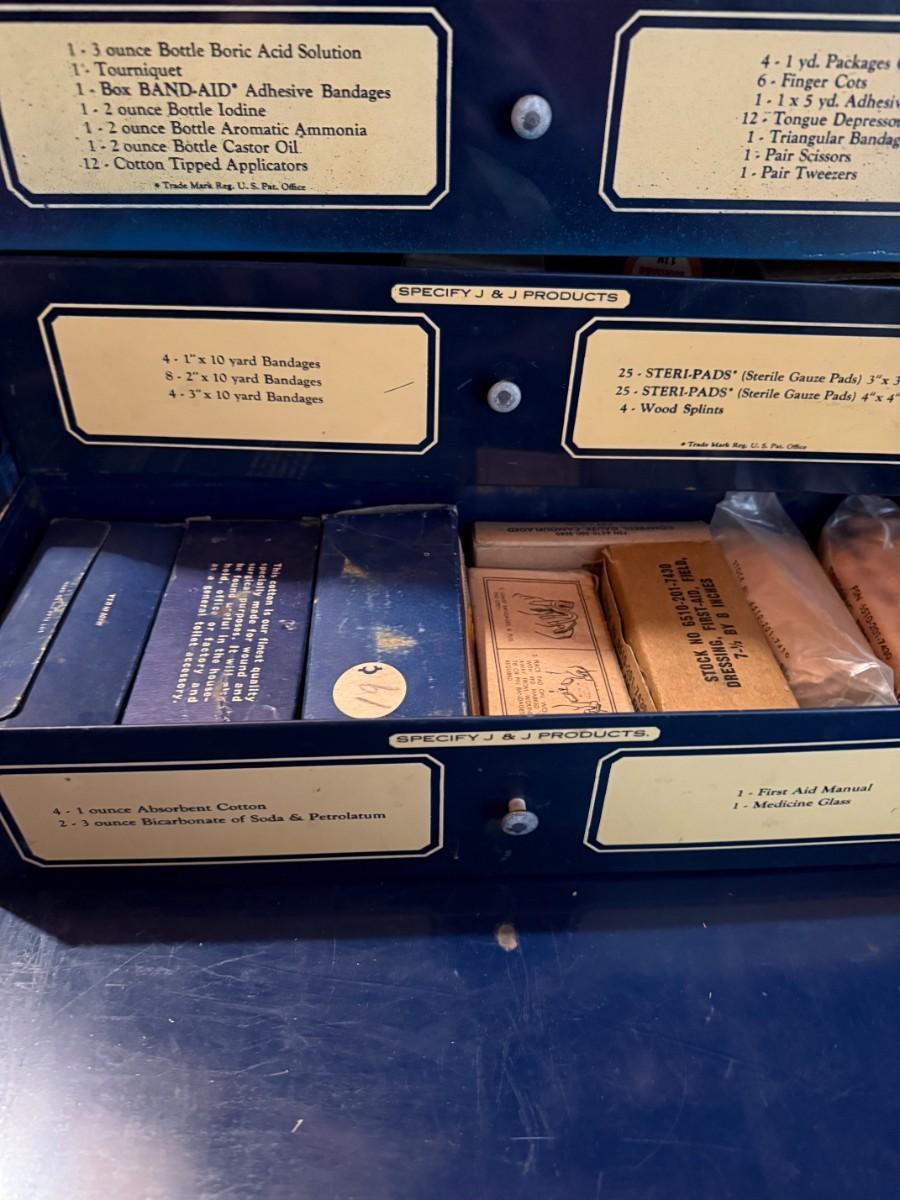 1 - 3 ounce Bottle Boric Acid Solution
1 - Tourniquet
1 - Box BAND-AID* Adhesive Bandages
1 - 2 ounce Bottle Iodine
1 - 2 ounce Bottle Aromatic Ammonia
1 - 2 ounce Bottle Castor Oil
12 - Cotton Tipped Applicators
* Trade Mark Reg. U. S. Pat. Office
4 - 1 yd. Packages
6 - Finger Cots
1 - 1 x 5 yd.
12 - Tongue
1 - Triangular
1 - Pair Scissors
1 - Pair Tweezers
SPECIFY J & J PRODUCTS
4 - 1" x 10 yard Bandages
8 - 2" x 10 yard Bandages
4 - 3" x 10 yard Bandages
25 - STERI-PADS* (Sterile Gauze Pads) 3" x 3
25 - STERI-PADS* (Sterile Gauze Pads) 4" x 4"
4 - Wood Splints
* Trade Mark Reg. U. S. Pat. Office
This cotton is our finest quality
specially made for wound and
surgical purposes. It will also
be found useful in the house-
hold, office or factory and
as a general toilet accessory.
STOCK NO 6510-201-7430
DRESSING, FIRST-AID, FIELD,
7-½ BY 8 INCHES
6510-201-7430
SPECIFY J & J PRODUCTS.
4 - 1 ounce Absorbent Cotton
2 - 3 ounce Bicarbonate of Soda & Petrolatum
1 - First Aid Manual
1 - Medicine Glass